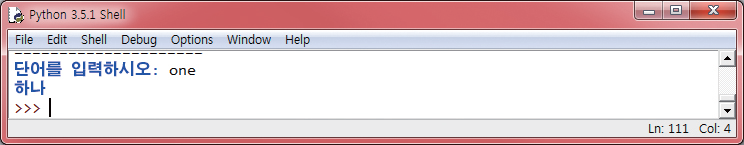 Python 3.5.1 Shell
File Edit Shell Debug Options Window Help
----------------------
단어를 입력하시오: one
하나
>>>
Ln: 111 Col: 4